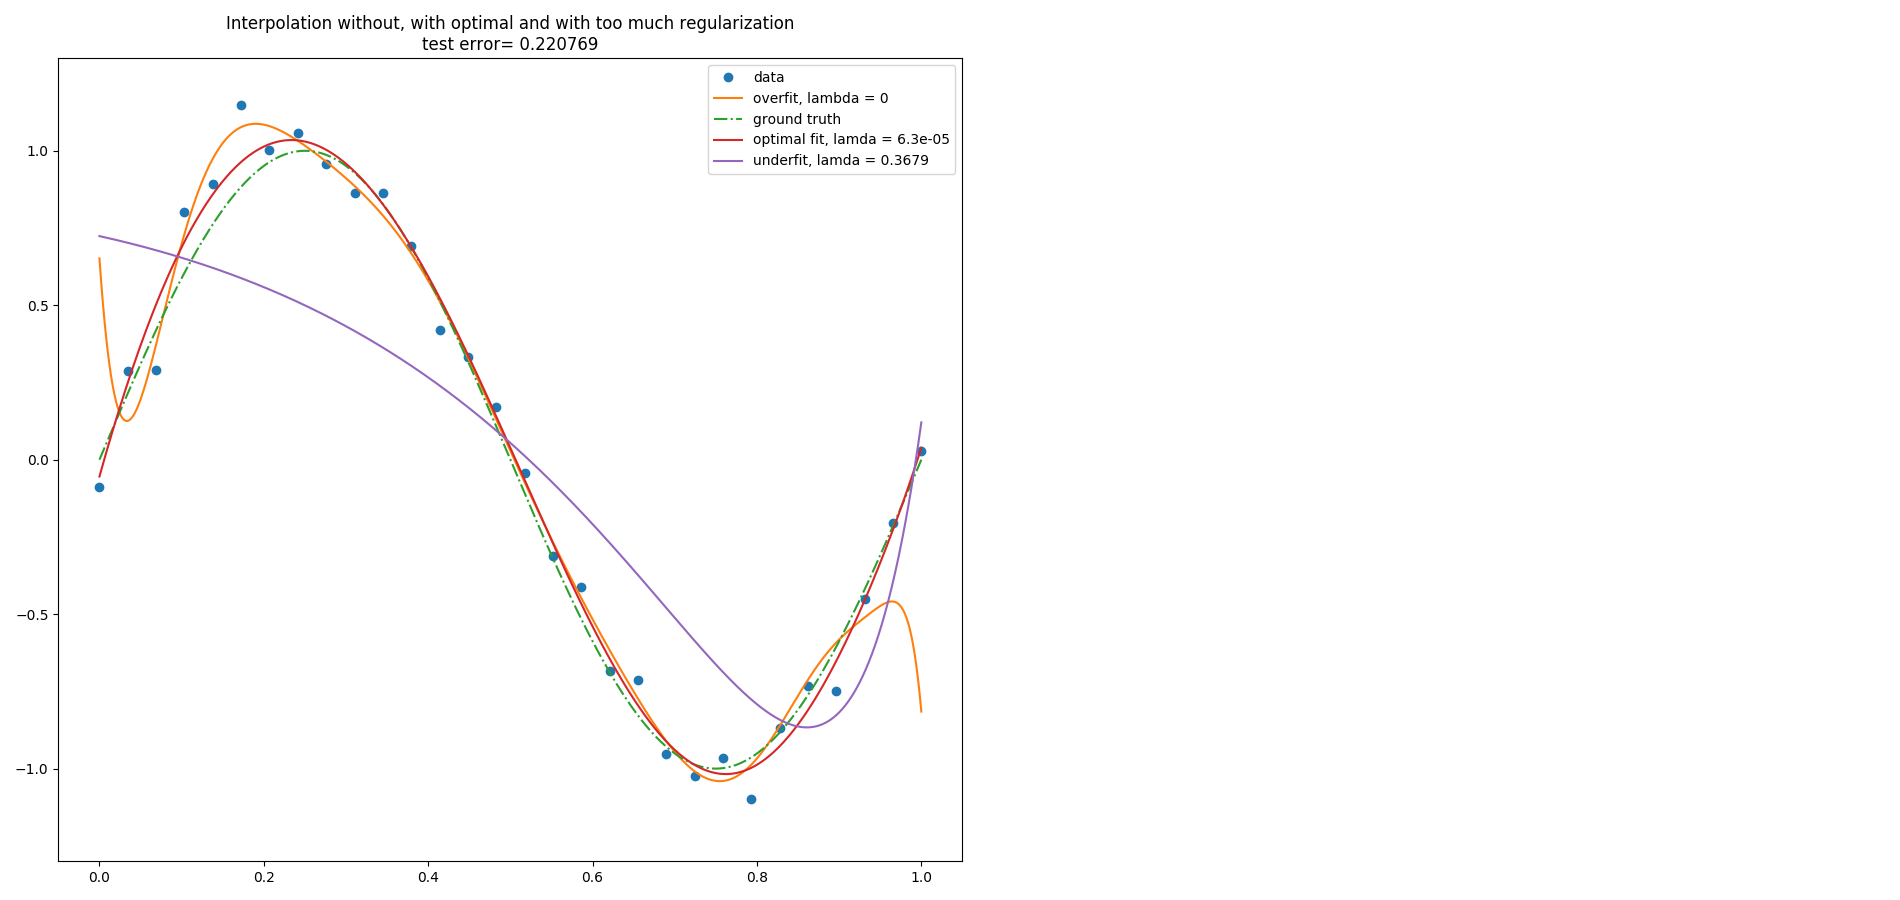 Interpolation without, with optimal and with too much regularization
test error= 0.220769
data
overfit, lambda = 0
ground truth
optimal fit, lamda = 6.3e-05
underfit, lamda = 0.3679
1.0
0.5
0.0
−0.5
−1.0
0.0 0.2 0.4 0.6 0.8 1.0